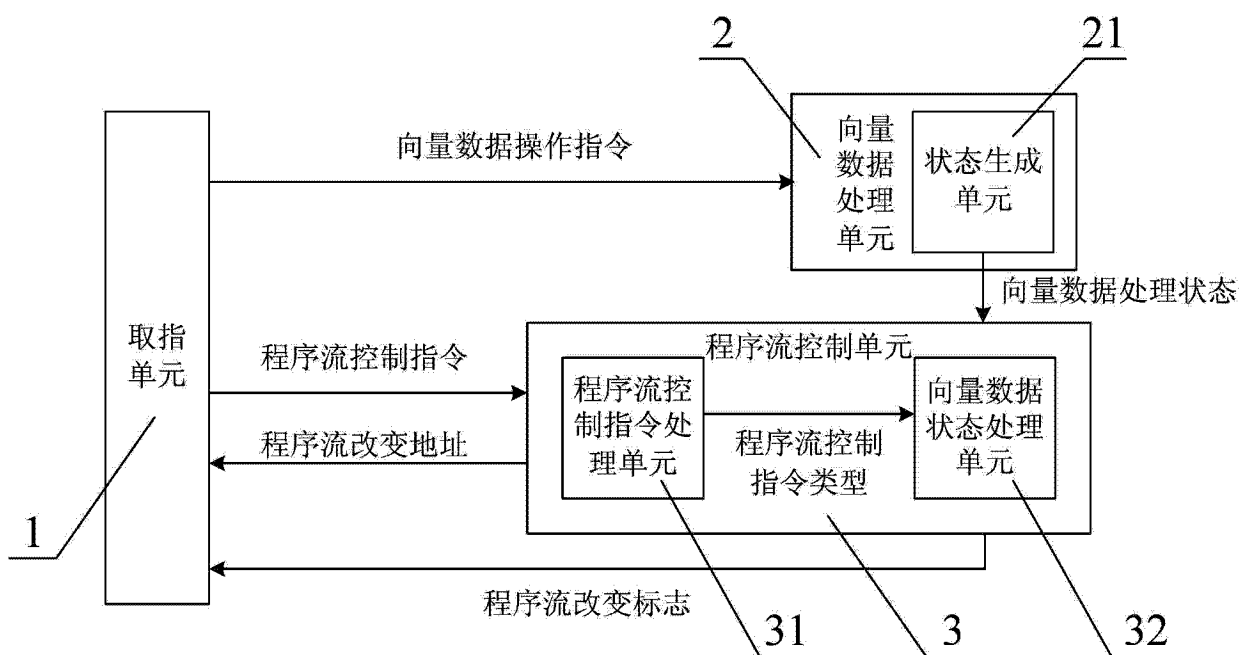 2
21
向量
数据
处理
单元
状态生成
单元
向量数据操作指令
向量数据处理状态
取指
单元
程序流控制单元
程序流控制指令
程序流控
制指令处
理单元
向量数据
状态处理
单元
程序流改变地址
程序流控制
指令类型
1
程序流改变标志
31
3
32